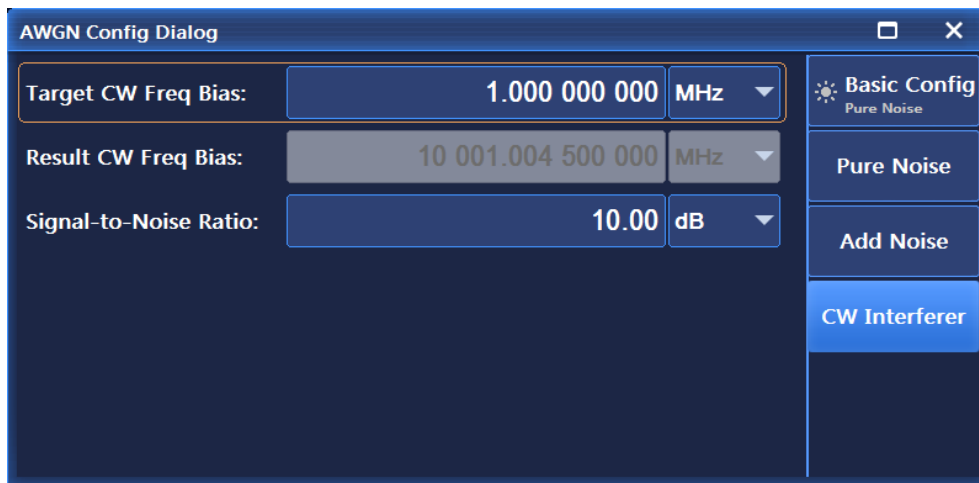 AWGN Config Dialog
Target CW Freq Bias: 1.000 000 000 MHz
Result CW Freq Bias: 10 001.004 500 000 MHz
Signal-to-Noise Ratio: 10.00 dB
Basic Config
Pure Noise
Pure Noise
Add Noise
CW Interferer